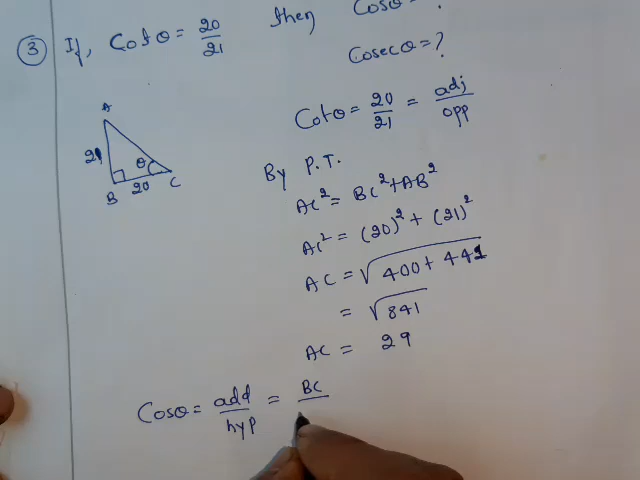 ③ If, Cotθ = 20/21 then Cosθ = ?
Cosecθ = ?
Cotθ = 20/21 = adj/opp
A
21
θ
B 20 C
By P.T.
AC² = BC² + AB²
AC² = (20)² + (21)²
AC = √400 + 441
= √841
AC = 29
Cosθ = add/hyp = BC